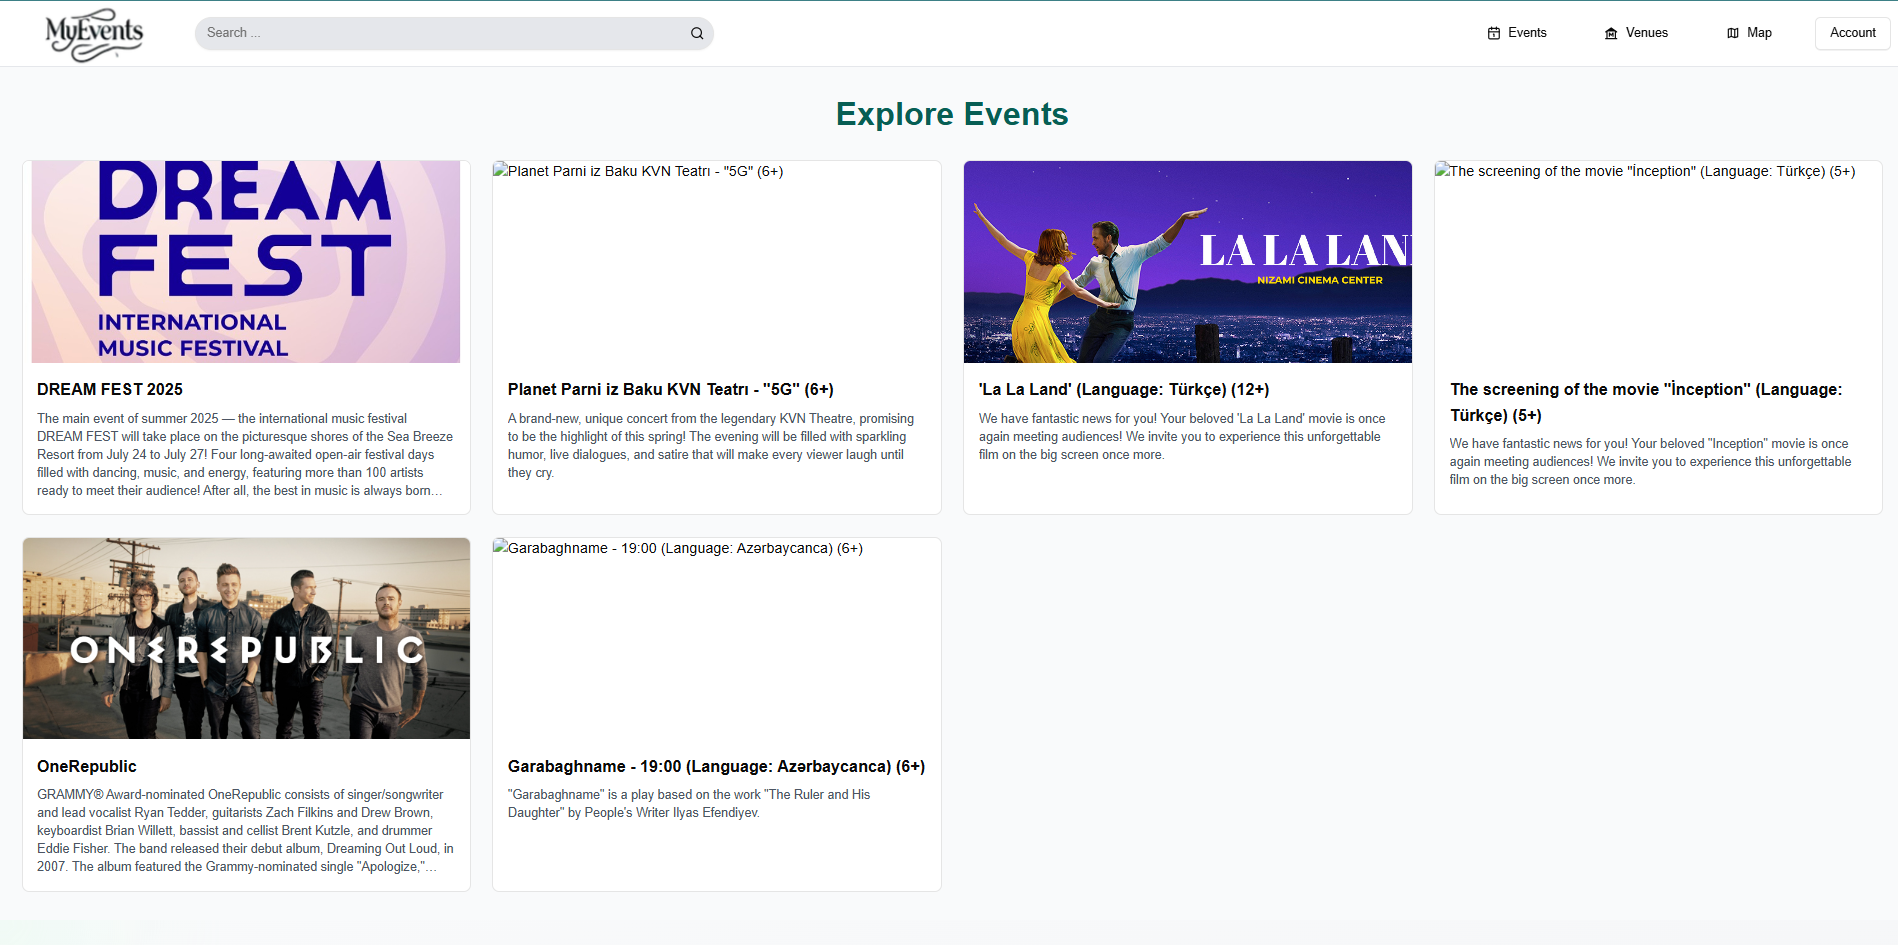 MyEvents
Search ...
Events
Venues
Map
Account
Explore Events
DREAM
FEST
INTERNATIONAL
MUSIC FESTIVAL
DREAM FEST 2025
The main event of summer 2025 — the international music festival
DREAM FEST will take place on the picturesque shores of the Sea Breeze
Resort from July 24 to July 27! Four long-awaited open-air festival days
filled with dancing, music, and energy, featuring more than 100 artists
ready to meet their audience! After all, the best in music is always born…
Planet Parni iz Baku KVN Teatrı - "5G" (6+)
Planet Parni iz Baku KVN Teatrı - "5G" (6+)
A brand-new, unique concert from the legendary KVN Theatre, promising
to be the highlight of this spring! The evening will be filled with sparkling
humor, live dialogues, and satire that will make every viewer laugh until
they cry.
LA LA LAN
NIZAMI CINEMA CENTER
'La La Land' (Language: Türkçe) (12+)
We have fantastic news for you! Your beloved 'La La Land' movie is once
again meeting audiences! We invite you to experience this unforgettable
film on the big screen once more.
The screening of the movie "İnception" (Language: Türkçe) (5+)
The screening of the movie "İnception" (Language:
Türkçe) (5+)
We have fantastic news for you! Your beloved "Inception" movie is once
again meeting audiences! We invite you to experience this unforgettable
film on the big screen once more.
ONEREPUBLIC
OneRepublic
GRAMMY® Award-nominated OneRepublic consists of singer/songwriter
and lead vocalist Ryan Tedder, guitarists Zach Filkins and Drew Brown,
keyboardist Brian Willett, bassist and cellist Brent Kutzle, and drummer
Eddie Fisher. The band released their debut album, Dreaming Out Loud, in
2007. The album featured the Grammy-nominated single "Apologize,"…
Garabaghname - 19:00 (Language: Azərbaycanca) (6+)
Garabaghname - 19:00 (Language: Azərbaycanca) (6+)
"Garabaghname" is a play based on the work "The Ruler and His
Daughter" by People's Writer Ilyas Efendiyev.